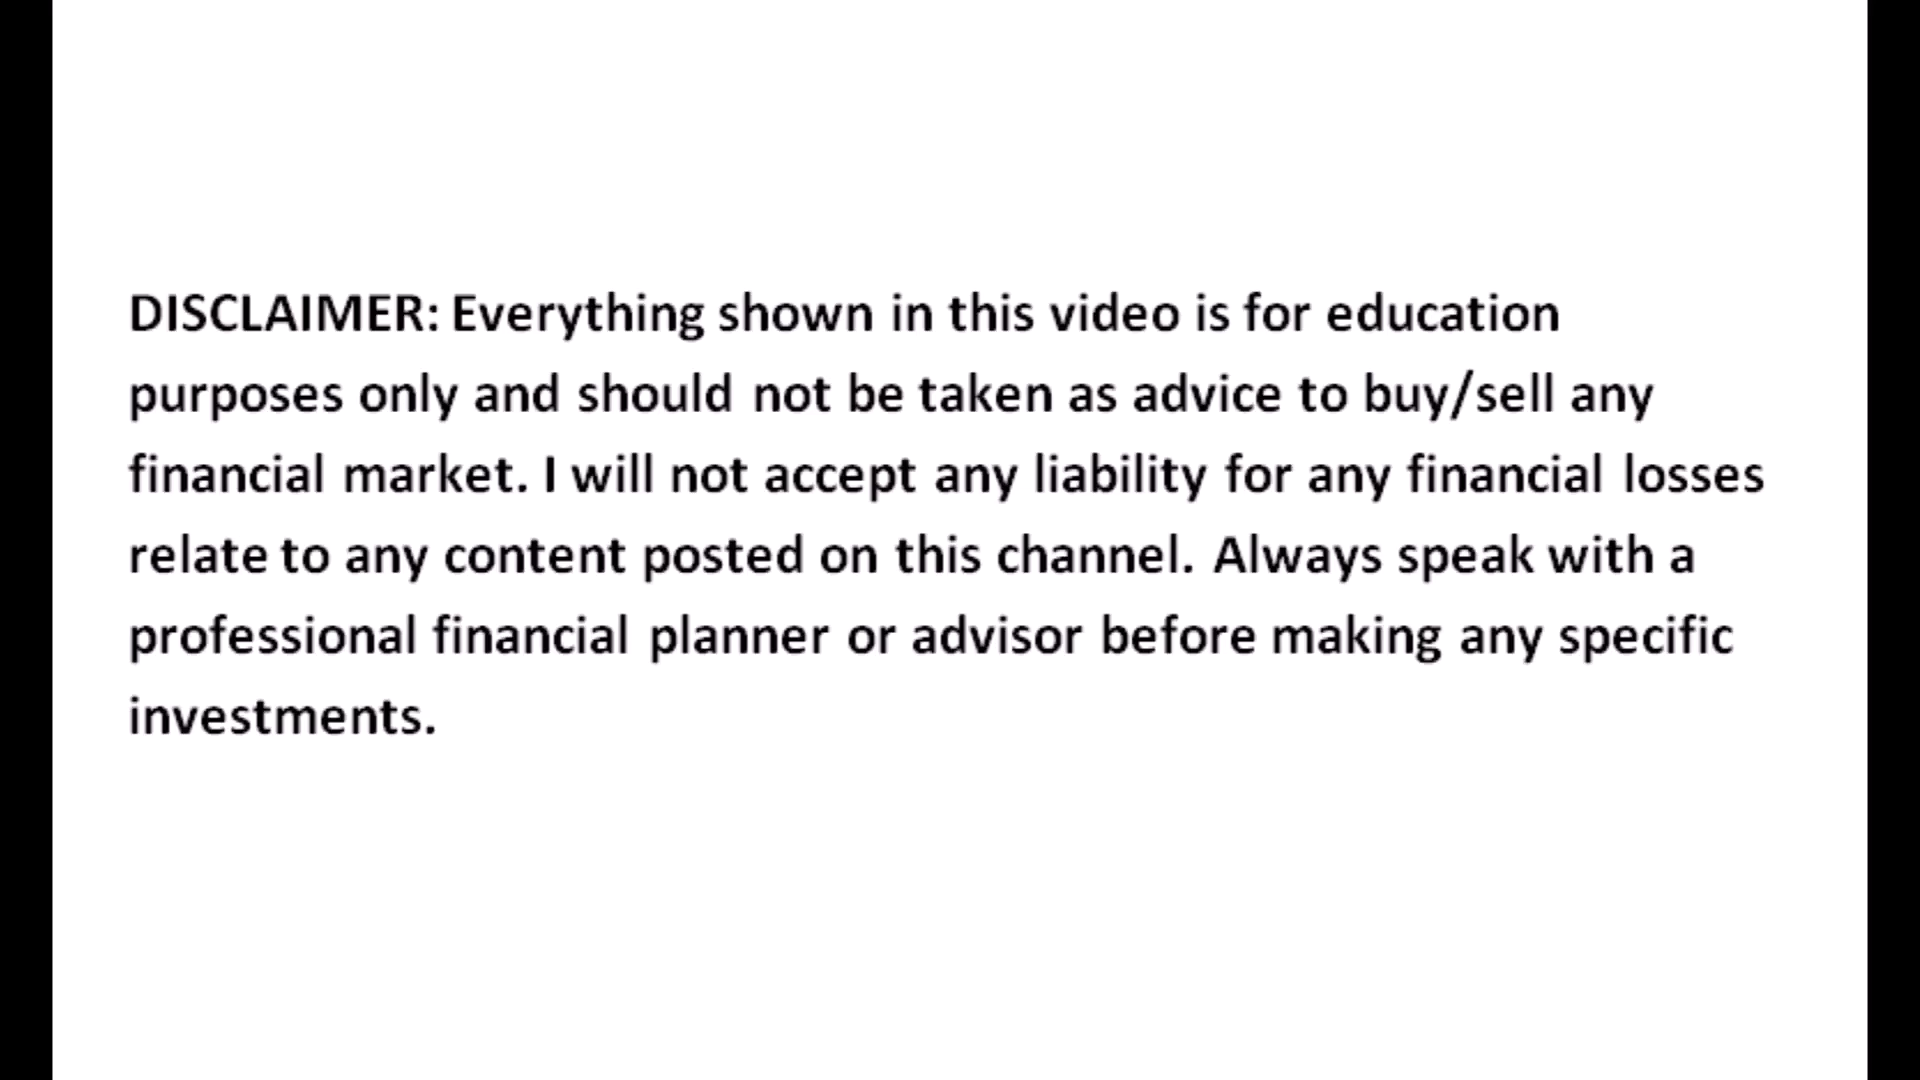 DISCLAIMER: Everything shown in this video is for education
purposes only and should not be taken as advice to buy/sell any
financial market. I will not accept any liability for any financial losses
relate to any content posted on this channel. Always speak with a
professional financial planner or advisor before making any specific
investments.